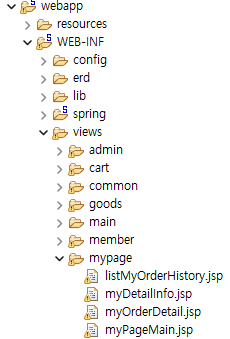 webapp
resources
WEB-INF
config
erd
lib
spring
views
admin
cart
common
goods
main
member
mypage
listMyOrderHistory.jsp
myDetailInfo.jsp
myOrderDetail.jsp
myPageMain.jsp